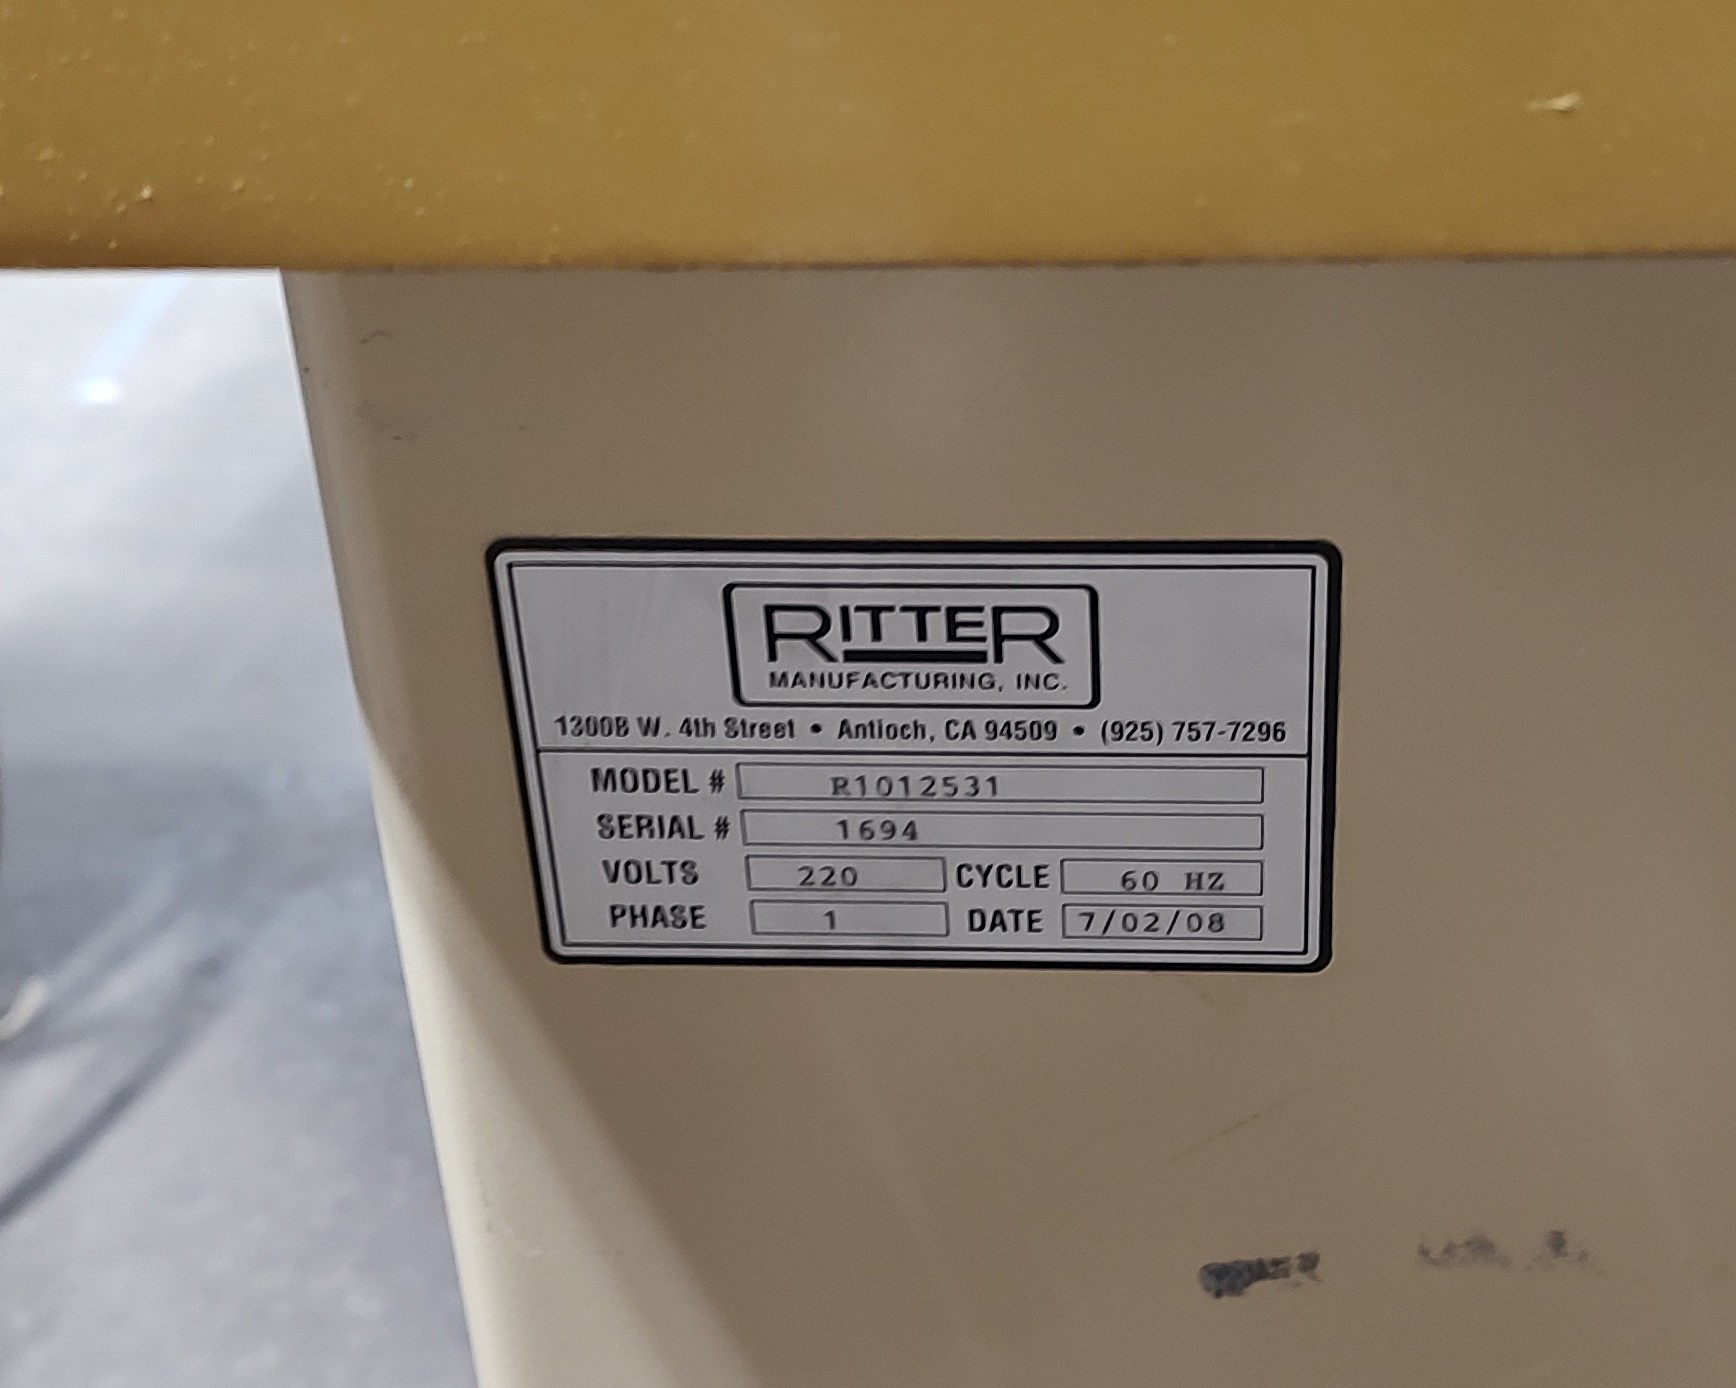 RITTER
MANUFACTURING, INC.
1300B W. 4th Street • Antioch, CA 94509 • (925) 757-7296
MODEL # R1012531
SERIAL # 1694
VOLTS 220 CYCLE 60 HZ
PHASE 1 DATE 7/02/08